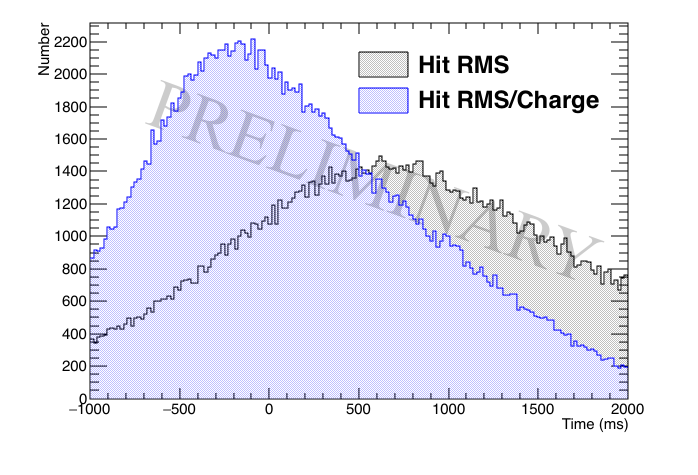 Number
2200
2000
1800
1600
1400
1200
1000
800
600
400
200
0
Hit RMS
Hit RMS/Charge
PRELIMINARY
−1000 −500 0 500 1000 1500 2000
Time (ms)